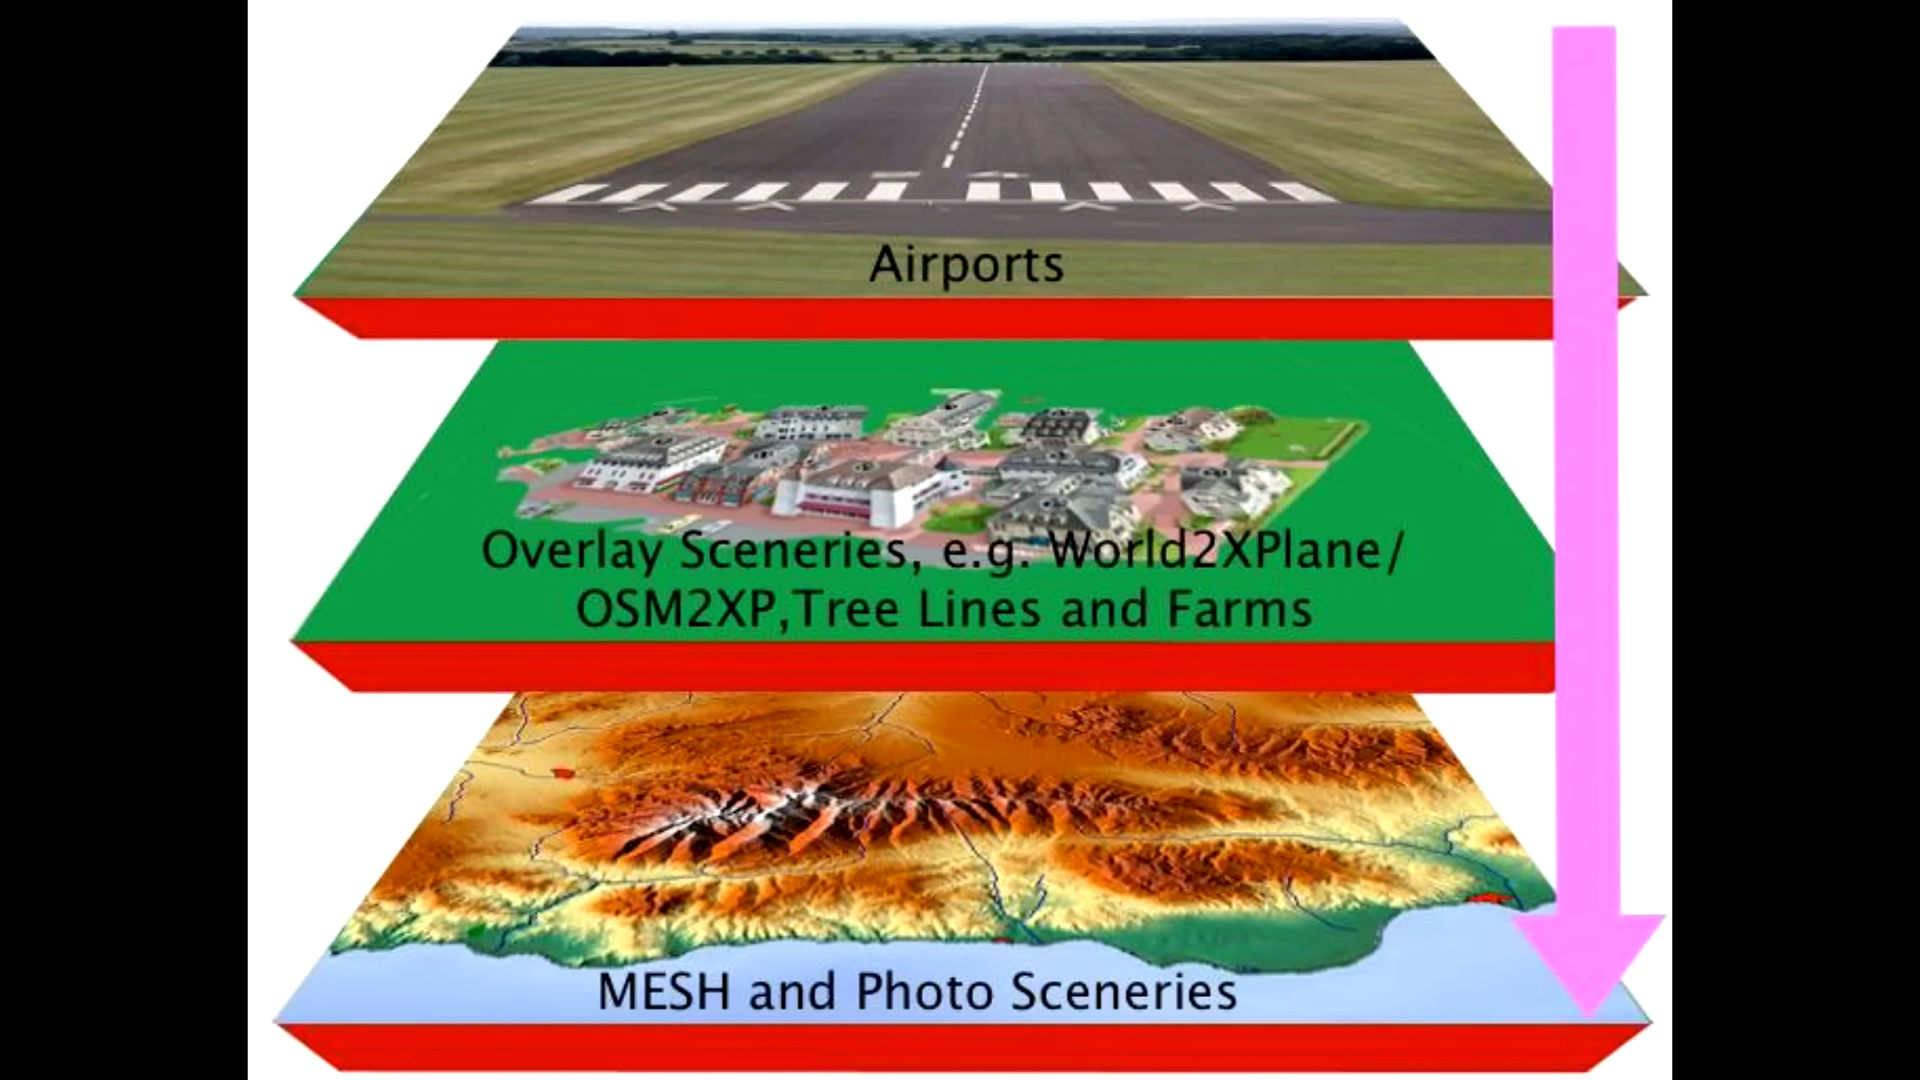 Airports
Overlay Sceneries, e.g. World2XPlane/
OSM2XP,Tree Lines and Farms
MESH and Photo Sceneries